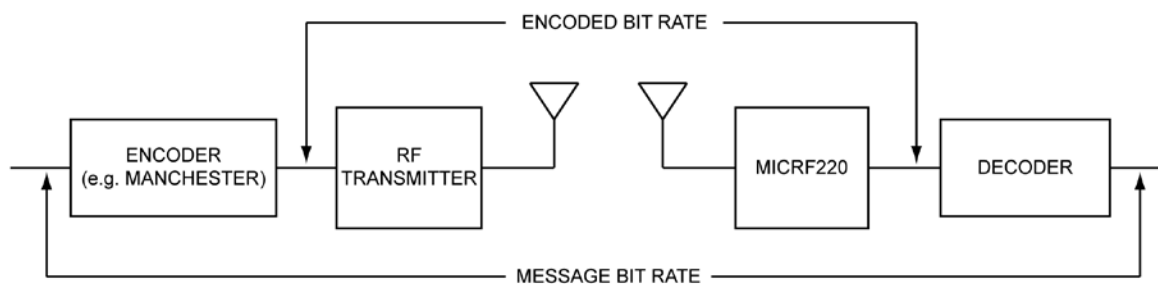 ENCODED BIT RATE
ENCODER
(e.g. MANCHESTER)
RF
TRANSMITTER
MICRF220
DECODER
MESSAGE BIT RATE